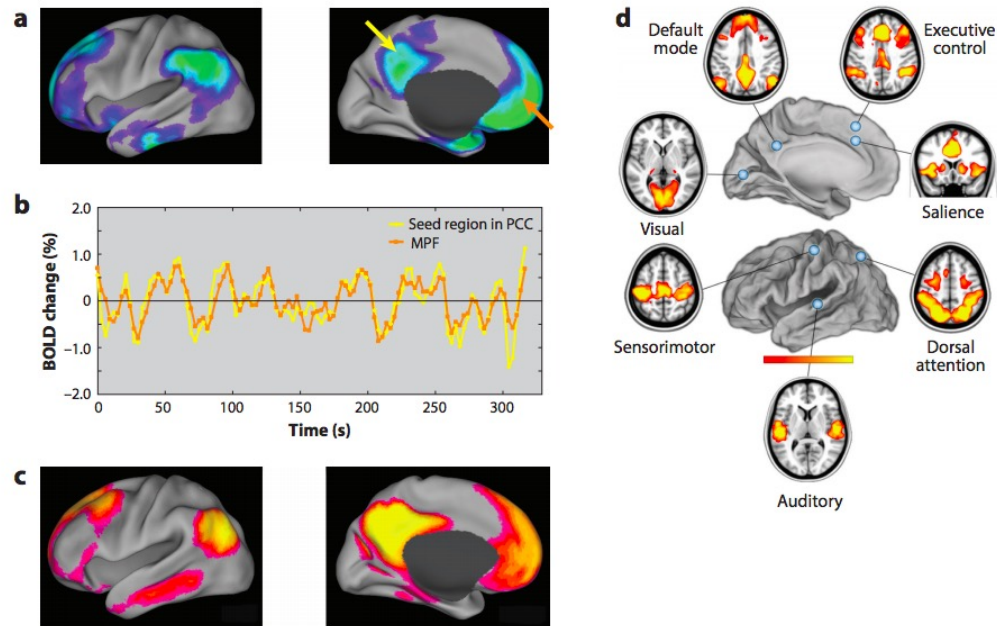 a
b
2.0
1.0
0
–1.0
–2.0
BOLD change (%)
Seed region in PCC
MPF
0
50
100
150
200
250
300
Time (s)
c
d
Default
mode
Executive
control
Visual
Salience
Sensorimotor
Dorsal
attention
Auditory